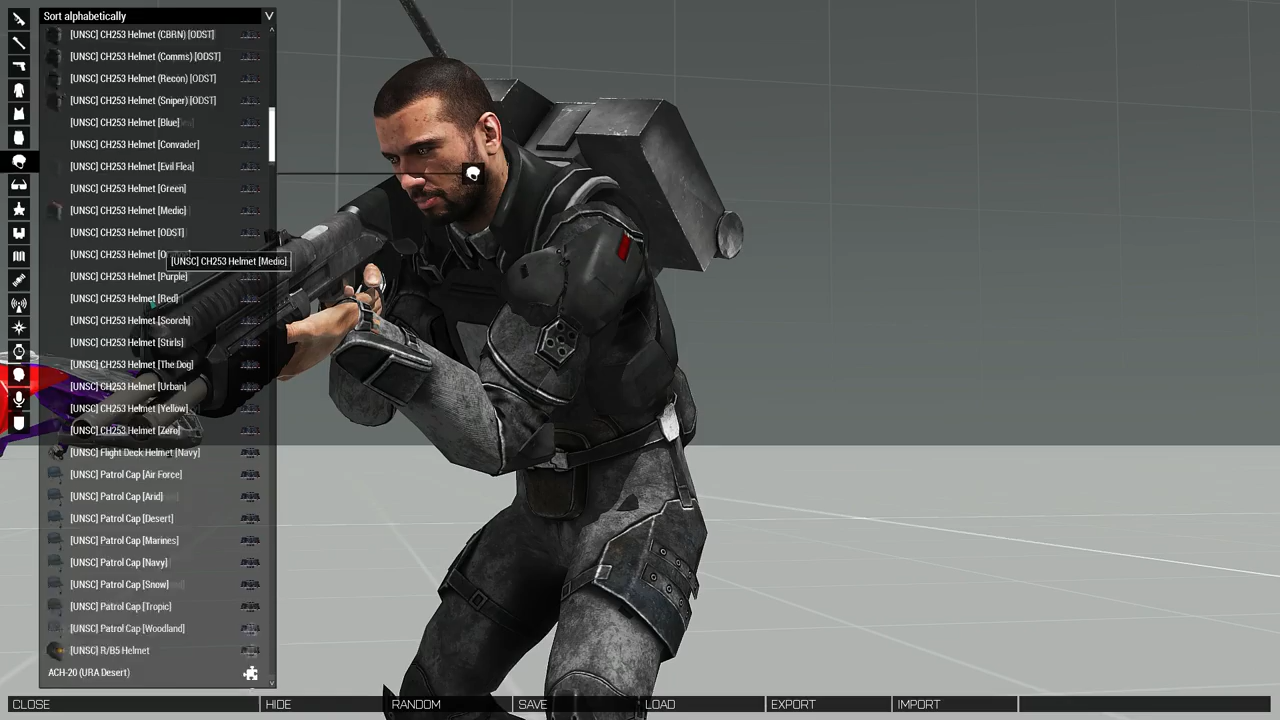 Sort alphabetically
[UNSC] CH253 Helmet (CBRN) [ODST]
[UNSC] CH253 Helmet (Comms) [ODST]
[UNSC] CH253 Helmet (Recon) [ODST]
[UNSC] CH253 Helmet (Sniper) [ODST]
[UNSC] CH253 Helmet [Blue]
[UNSC] CH253 Helmet [Convader]
[UNSC] CH253 Helmet [Evil Flea]
[UNSC] CH253 Helmet [Green]
[UNSC] CH253 Helmet [Medic]
[UNSC] CH253 Helmet [ODST]
[UNSC] CH253 Helmet
[UNSC] CH253 Helmet [Medic]
[UNSC] CH253 Helmet [Purple]
[UNSC] CH253 Helmet [Red]
[UNSC] CH253 Helmet [Scorch]
[UNSC] CH253 Helmet [Stirls]
[UNSC] CH253 Helmet [The Dog]
[UNSC] CH253 Helmet [Urban]
[UNSC] CH253 Helmet [Yellow]
[UNSC] CH253 Helmet [Zero]
[UNSC] Flight Deck Helmet [Navy]
[UNSC] Patrol Cap [Air Force]
[UNSC] Patrol Cap [Arid]
[UNSC] Patrol Cap [Desert]
[UNSC] Patrol Cap [Marines]
[UNSC] Patrol Cap [Navy]
[UNSC] Patrol Cap [Snow]
[UNSC] Patrol Cap [Tropic]
[UNSC] Patrol Cap [Woodland]
[UNSC] R/B5 Helmet
ACH-20 (URA Desert)
CLOSE HIDE RANDOM SAVE LOAD EXPORT IMPORT